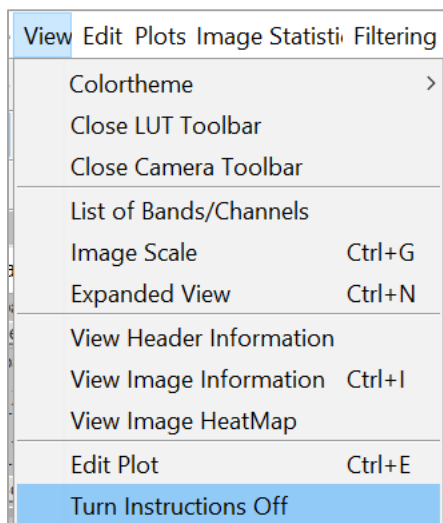 View Edit Plots Image Statisti Filtering
Colortheme >
Close LUT Toolbar
Close Camera Toolbar
List of Bands/Channels
Image Scale Ctrl+G
Expanded View Ctrl+N
View Header Information
View Image Information Ctrl+I
View Image HeatMap
Edit Plot Ctrl+E
Turn Instructions Off